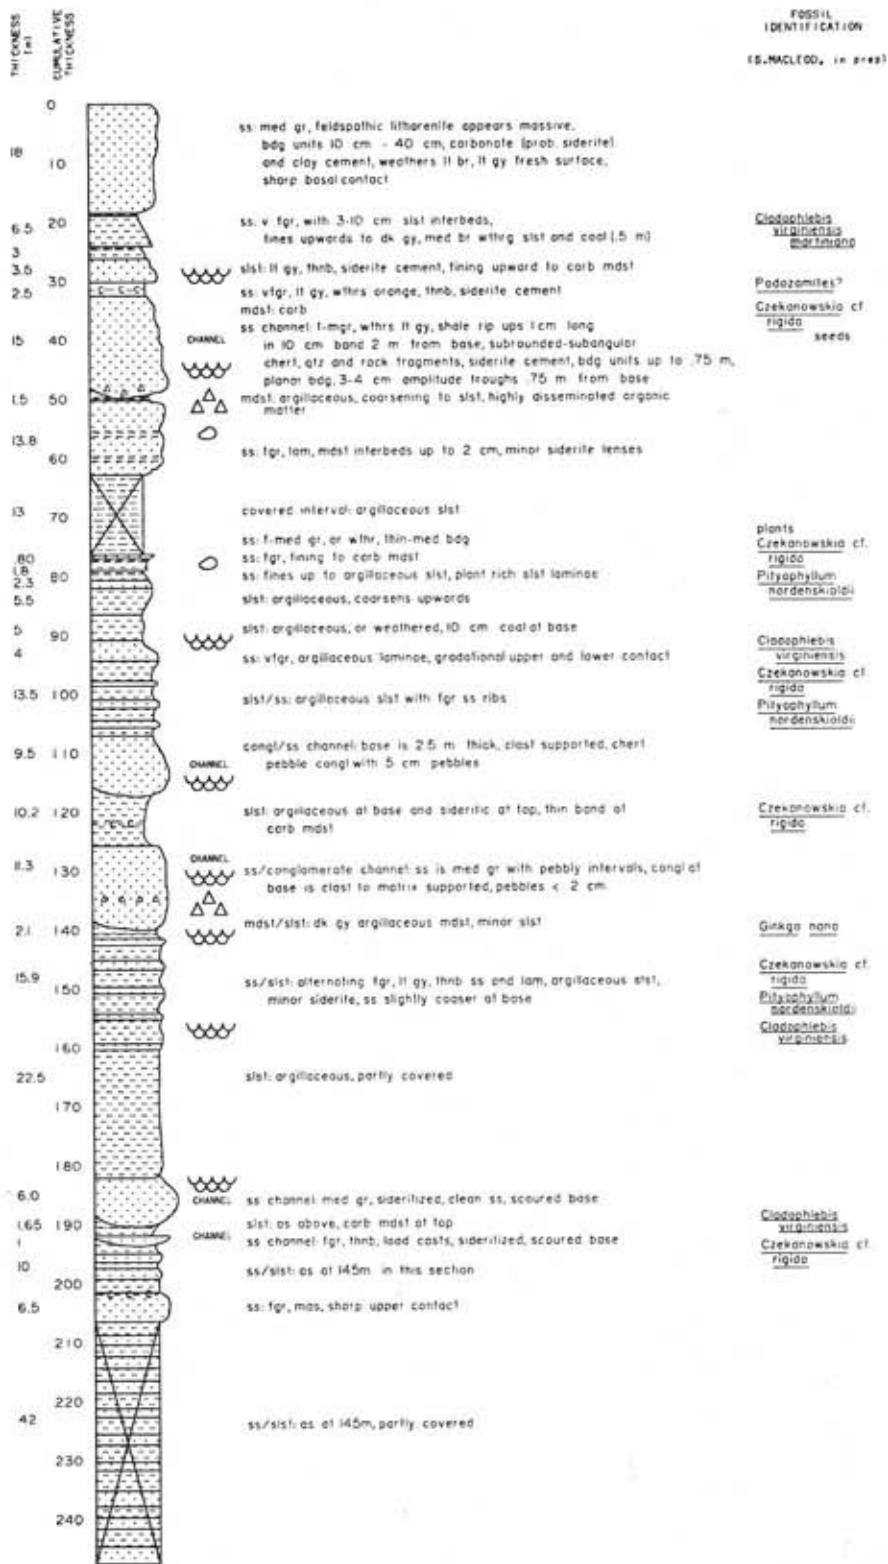 THICKNESS
(m)
CUMULATIVE
THICKNESS
FOSSIL
IDENTIFICATION
(S.MACLEOD, in prep)
0
ss: med gr, feldspathic litharenite appears massive,
bdg units 10 cm - 40 cm, carbonate (prob. siderite)
and clay cement, weathers lt br, lt gy fresh surface,
sharp basal contact
18
10
20
6.5
ss: v fgr, with 3-10 cm slst interbeds,
fines upwards to dk gy, med br wthrg slst and coal (.5 m)
Cladophlebis
virginiensis
martiniana
3
3.5
slst: lt gy, thnb, siderite cement, fining upward to carb mdst
30
2.5
ss: vfgr, lt gy, wthrs orange, thnb, siderite cement
Podozamites?
mdst: carb
Czekanowskia cf.
rigida
seeds
15
40
CHANNEL
ss channel: f-mgr, wthrs lt gy, shale rip ups 1 cm long
in 10 cm band 2 m from base, subrounded-subangular
chert, qtz and rock fragments, siderite cement, bdg units up to .75 m,
planar bdg, 3-4 cm amplitude troughs .75 m from base
1.5
50
mdst: argillaceous, coarsening to slst, highly disseminated organic
matter
13.8
60
ss: fgr, lam, mdst interbeds up to 2 cm, minor siderite lenses
13
70
covered interval: argillaceous slst
ss: f-med gr, or wthr, thin-med bdg
plants
.80
ss: fgr, fining to carb mdst
Czekanowskia cf.
rigida
1.8
2.3
80
ss: fines up to argillaceous slst, plant rich slst laminae
Pityophyllum
nordenskioldii
5.5
slst: argillaceous, coarsens upwards
5
90
slst: argillaceous, or weathered, 10 cm coal at base
Cladophlebis
virginiensis
4
ss: vfgr, argillaceous laminae, gradational upper and lower contact
Czekanowskia cf.
rigida
13.5
100
slst/ss: argillaceous slst with fgr ss ribs
Pityophyllum
nordenskioldii
9.5
110
CHANNEL
congl/ss channel: base is 2.5 m thick, clast supported, chert
pebble congl with 5 cm pebbles
10.2
120
slst: argillaceous at base and sideritic at top, thin band of
carb mdst
Czekanowskia cf.
rigida
11.3
130
CHANNEL
ss/conglomerate channel: ss is med gr with pebbly intervals, congl at
base is clast to matrix supported, pebbles < 2 cm
2.1
140
mdst/slst: dk gy argillaceous mdst, minor slst
Ginkgo nana
15.9
150
ss/slst: alternating fgr, lt gy, thnb ss and lam, argillaceous slst,
minor siderite, ss slightly coaser at base
Czekanowskia cf.
rigida
Pityophyllum
nordenskioldii
Cladophlebis
virginiensis
160
22.5
slst: argillaceous, partly covered
170
180
6.0
CHANNEL
ss channel: med gr, sideritized, clean ss, scoured base
1.65
190
slst: as above, carb mdst at top
Cladophlebis
virginiensis
1
CHANNEL
ss channel: fgr, thnb, load casts, sideritized, scoured base
Czekanowskia cf.
rigida
10
200
ss/slst: as at 145m in this section
6.5
ss: fgr, mas, sharp upper contact
210
220
42
ss/slst: as at 145m, partly covered
230
240